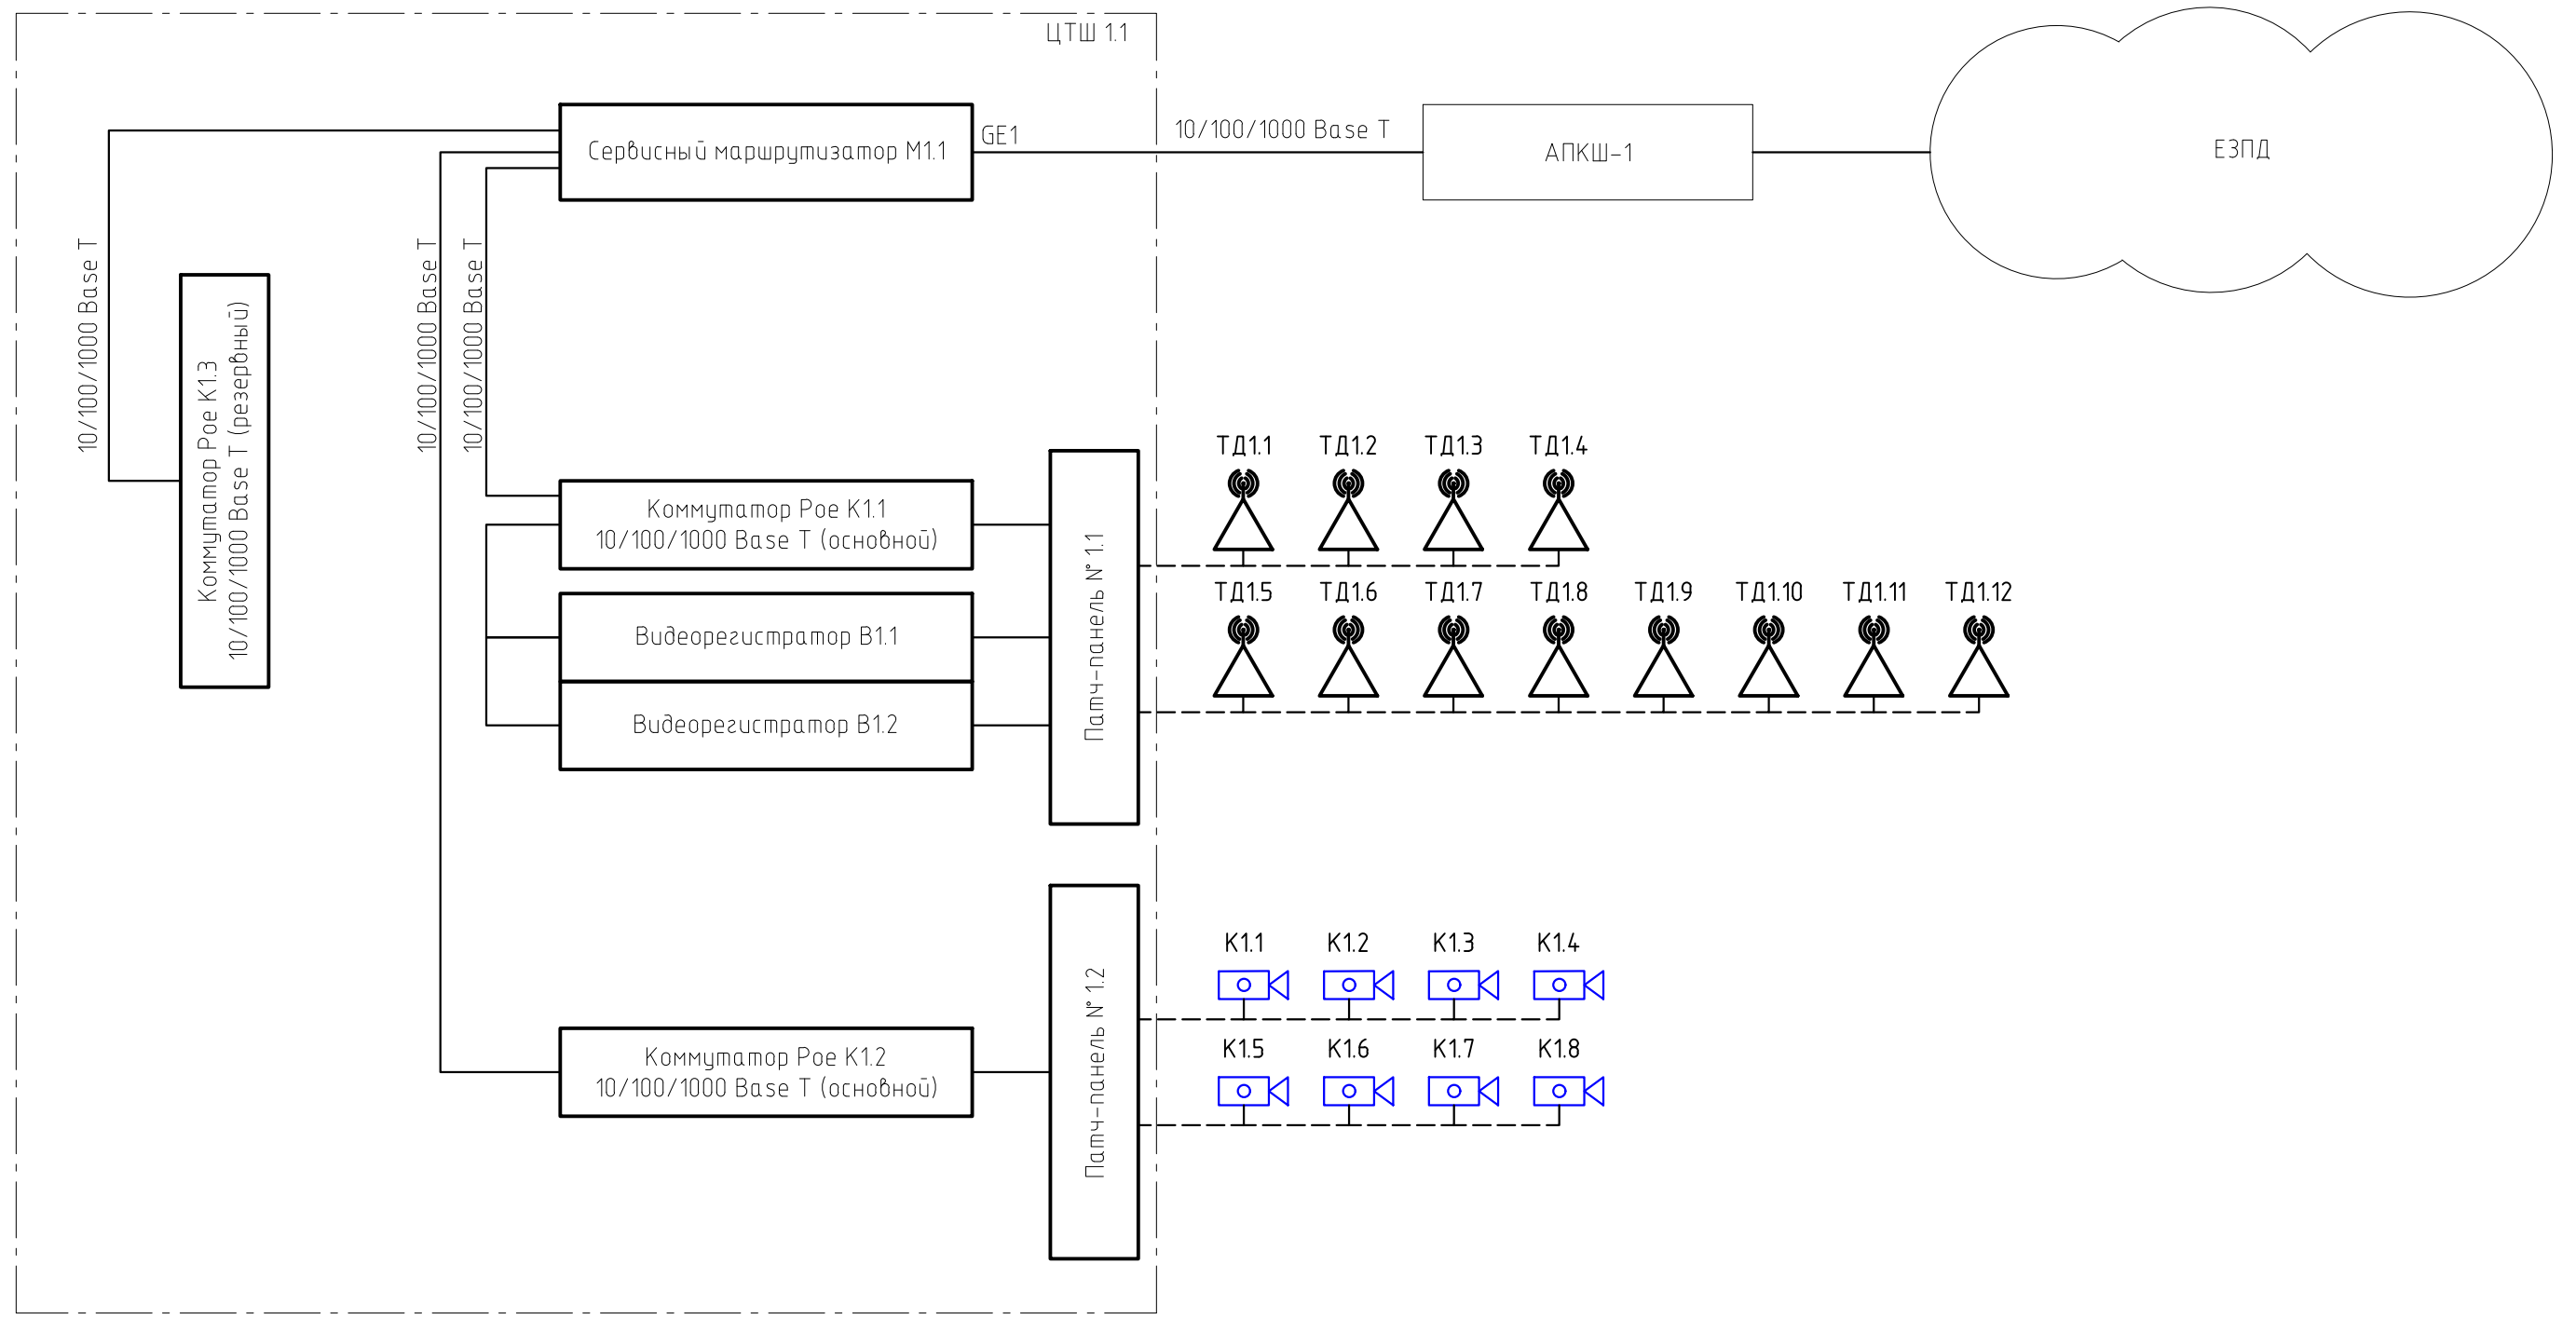 ЦТШ 1.1
Сервисный маршрутизатор М1.1
GE1
10/100/1000 Base T
АПКШ-1
ЕЗПД
10/100/1000 Base T
10/100/1000 Base T
10/100/1000 Base T
Коммутатор Рое К1.3
10/100/1000 Base T (резервный)
Коммутатор Рое К1.1
10/100/1000 Base T (основной)
Видеорегистратор В1.1
Видеорегистратор В1.2
Патч-панель № 1.1
ТД1.1 ТД1.2 ТД1.3 ТД1.4
ТД1.5 ТД1.6 ТД1.7 ТД1.8 ТД1.9 ТД1.10 ТД1.11 ТД1.12
Коммутатор Рое К1.2
10/100/1000 Base T (основной)
Патч-панель № 1.2
К1.1 К1.2 К1.3 К1.4
К1.5 К1.6 К1.7 К1.8